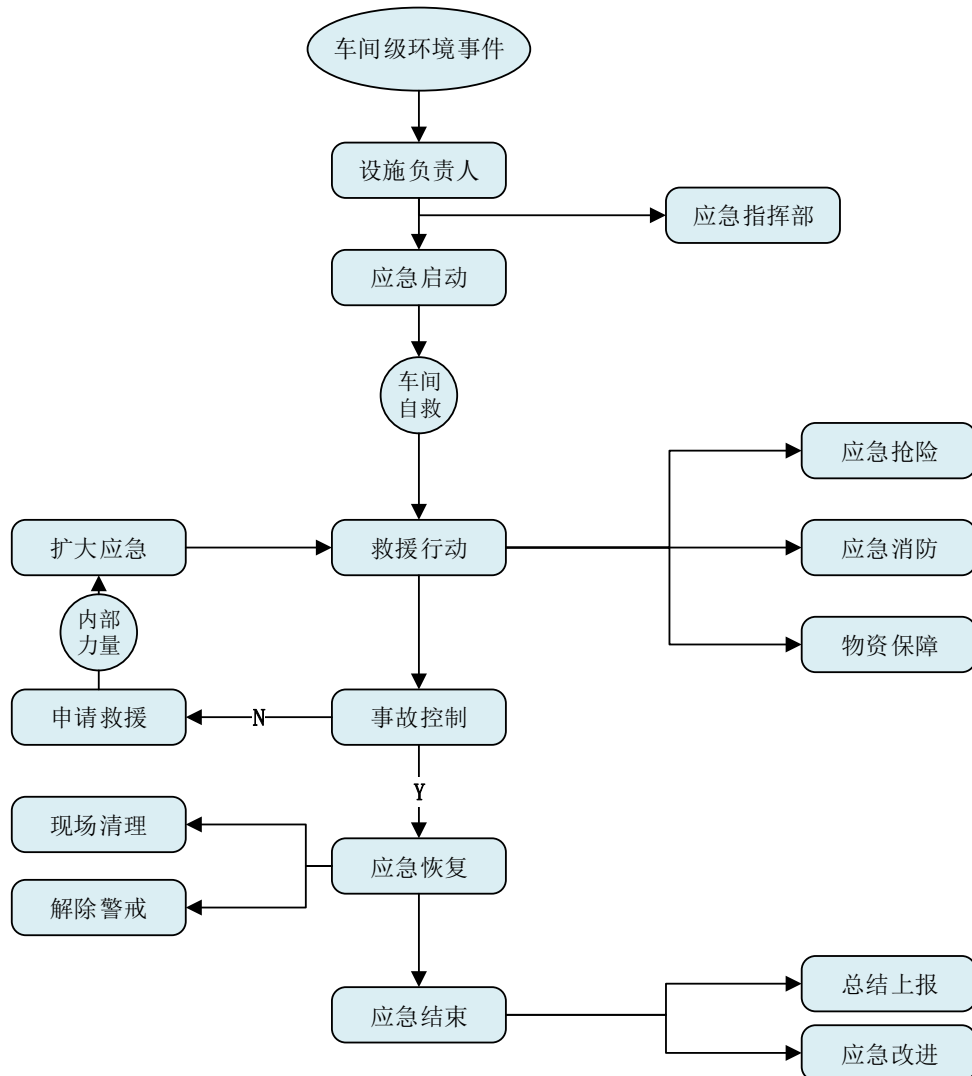 车间级环境事件
设施负责人
应急指挥部
应急启动
车间
自救
应急抢险
扩大应急
救援行动
应急消防
内部
力量
物资保障
申请救援
N
事故控制
Y
现场清理
应急恢复
解除警戒
总结上报
应急结束
应急改进